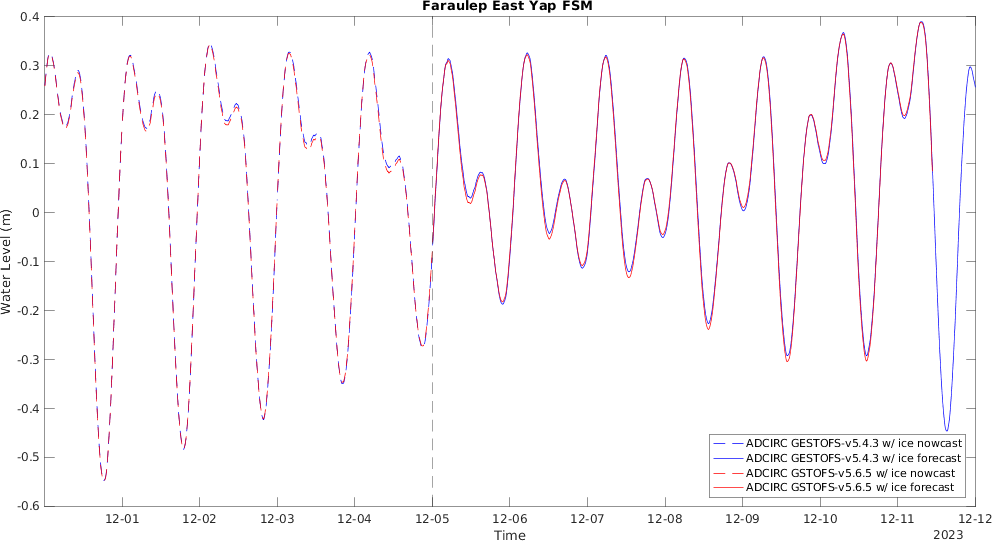 Faraulep East Yap FSM
0.4
0.3
0.2
0.1
0
-0.1
-0.2
-0.3
-0.4
-0.5
-0.6
Water Level (m)
ADCIRC GESTOFS-v5.4.3 w/ ice nowcast
ADCIRC GESTOFS-v5.4.3 w/ ice forecast
ADCIRC GSTOFS-v5.6.5 w/ ice nowcast
ADCIRC GSTOFS-v5.6.5 w/ ice forecast
12-01 12-02 12-03 12-04 12-05 12-06 12-07 12-08 12-09 12-10 12-11 12-12
Time
2023